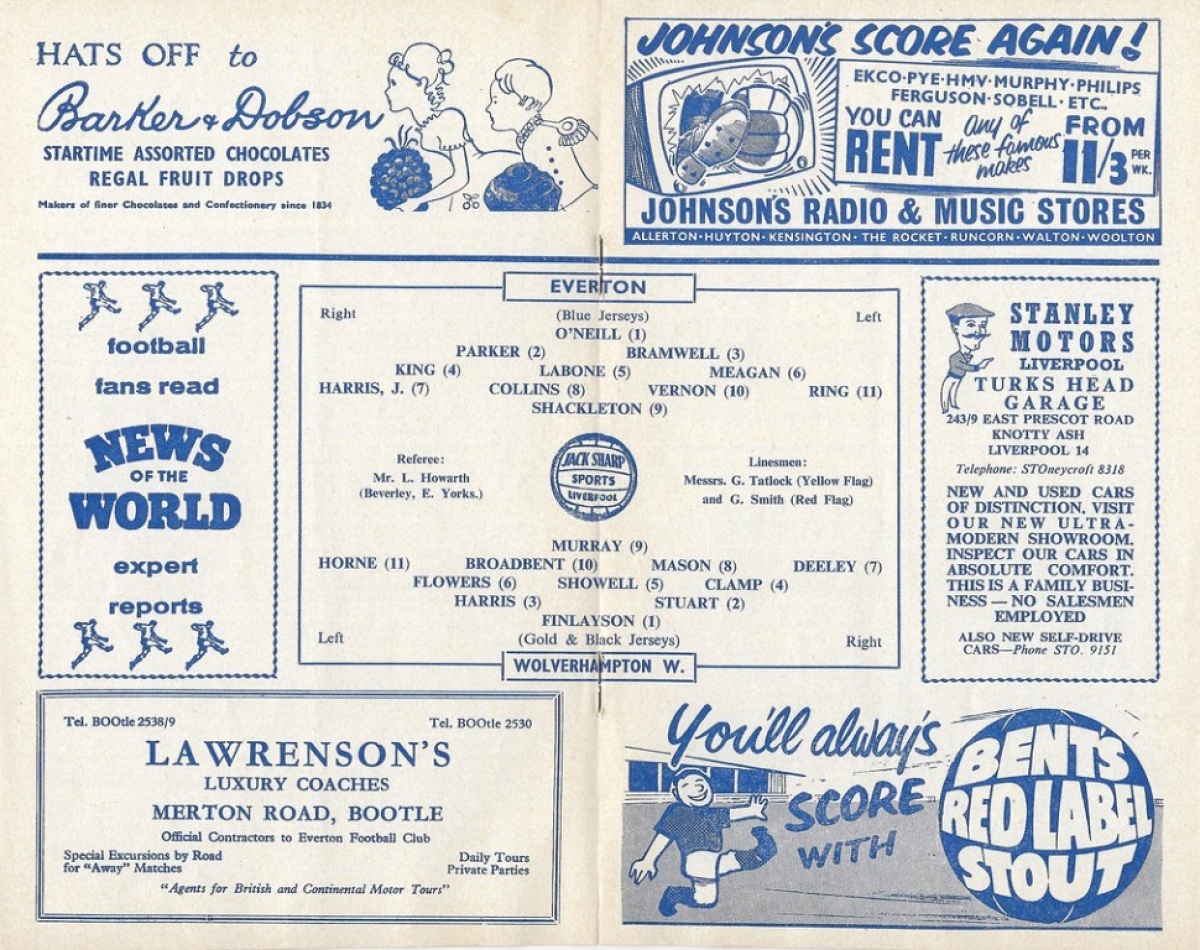 HATS OFF to
Barker & Dobson
STARTIME ASSORTED CHOCOLATES
REGAL FRUIT DROPS
Makers of finer Chocolates and Confectionery since 1834
JOHNSON'S SCORE AGAIN!
EKCO·PYE·HMV·MURPHY·PHILIPS
FERGUSON·SOBELL·ETC.
YOU CAN
RENT
any of
these famous
makes
FROM
11/3 PER
WK.
JOHNSON'S RADIO & MUSIC STORES
ALLERTON·HUYTON·KENSINGTON·THE ROCKET·RUNCORN·WALTON·WOOLTON
football
fans read
NEWS
OF THE
WORLD
expert
reports
EVERTON
Right (Blue Jerseys) Left
O'NEILL (1)
PARKER (2) BRAMWELL (3)
KING (4) LABONE (5) MEAGAN (6)
HARRIS, J. (7) COLLINS (8) VERNON (10) RING (11)
SHACKLETON (9)
Referee:
Mr. L. Howarth
(Beverley, E. Yorks.)
JACK SHARP
SPORTS
LIVERPOOL
Linesmen:
Messrs. G. Tatlock (Yellow Flag)
and G. Smith (Red Flag)
MURRAY (9)
HORNE (11) BROADBENT (10) MASON (8) DEELEY (7)
FLOWERS (6) SHOWELL (5) CLAMP (4)
HARRIS (3) STUART (2)
FINLAYSON (1)
Left (Gold & Black Jerseys) Right
WOLVERHAMPTON W.
STANLEY
MOTORS
LIVERPOOL
TURKS HEAD
GARAGE
243/9 EAST PRESCOT ROAD
KNOTTY ASH
LIVERPOOL 14
Telephone: STOneycroft 8318
NEW AND USED CARS
OF DISTINCTION. VISIT
OUR NEW ULTRA-
MODERN SHOWROOM.
INSPECT OUR CARS IN
ABSOLUTE COMFORT.
THIS IS A FAMILY BUSI-
NESS — NO SALESMEN
EMPLOYED
ALSO NEW SELF-DRIVE
CARS—Phone STO. 9151
Tel. BOOtle 2538/9 Tel. BOOtle 2530
LAWRENSON'S
LUXURY COACHES
MERTON ROAD, BOOTLE
Official Contractors to Everton Football Club
Special Excursions by Road
for "Away" Matches
Daily Tours
Private Parties
"Agents for British and Continental Motor Tours"
You'll always
SCORE
WITH
BENT'S
RED LABEL
STOUT